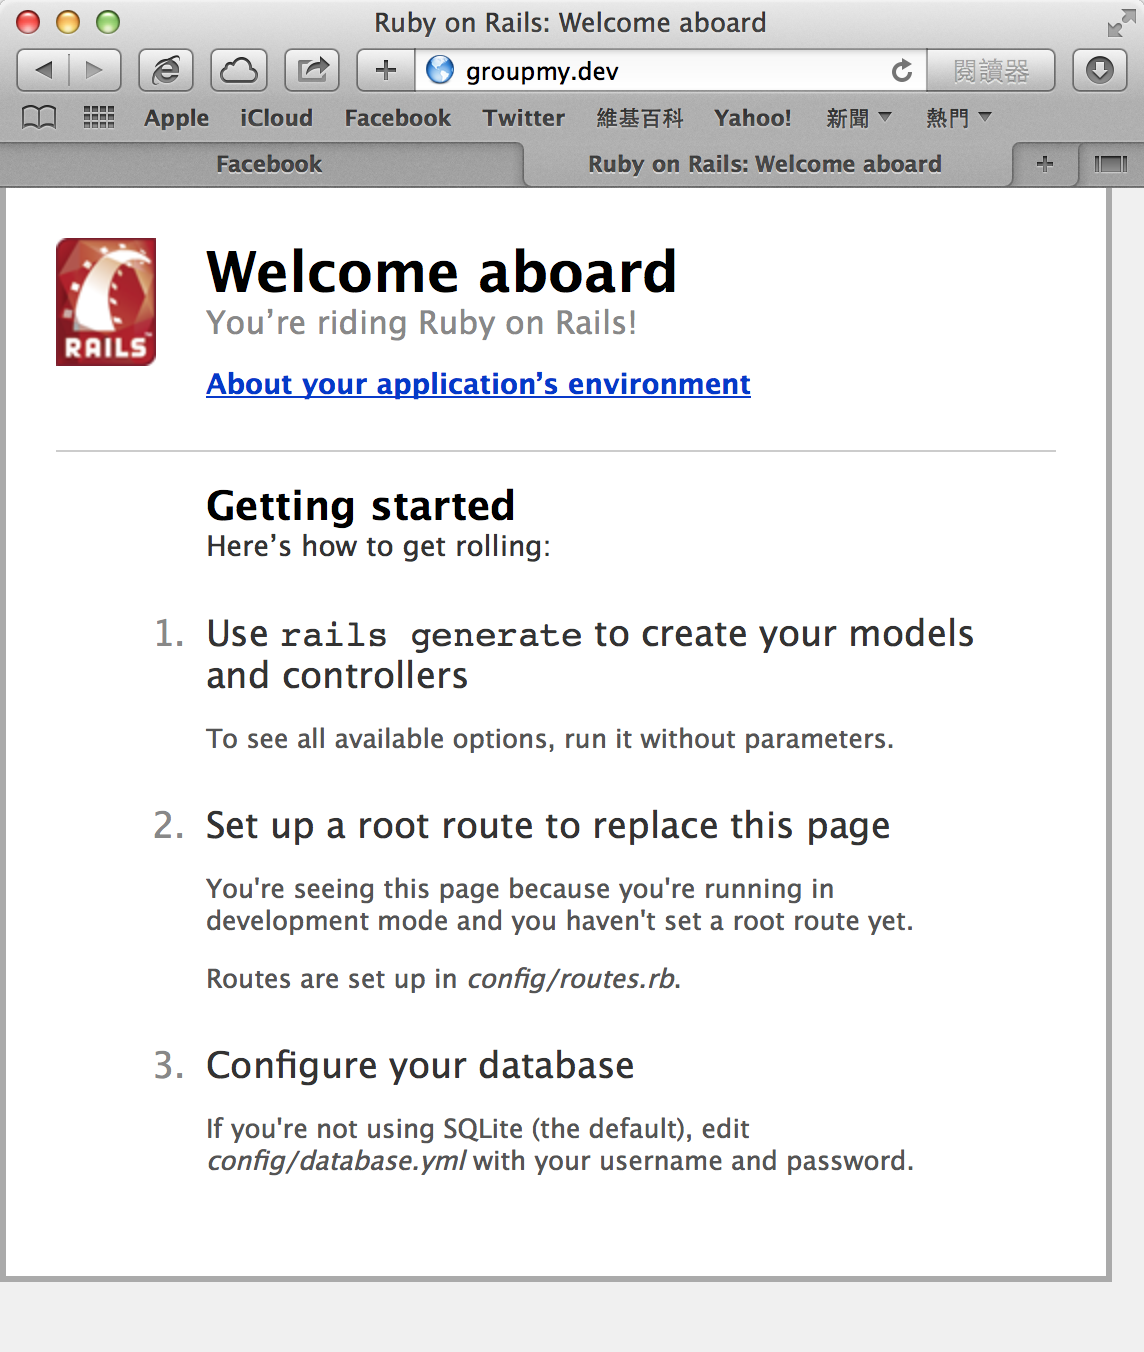 Ruby on Rails: Welcome aboard
groupmy.dev
閱讀器
Apple iCloud Facebook Twitter 維基百科 Yahoo! 新聞 熱門
Facebook Ruby on Rails: Welcome aboard
RAILS™
Welcome aboard
You’re riding Ruby on Rails!
About your application’s environment
Getting started
Here’s how to get rolling:
1. Use rails generate to create your models
and controllers
To see all available options, run it without parameters.
2. Set up a root route to replace this page
You're seeing this page because you're running in
development mode and you haven't set a root route yet.
Routes are set up in config/routes.rb.
3. Configure your database
If you're not using SQLite (the default), edit
config/database.yml with your username and password.